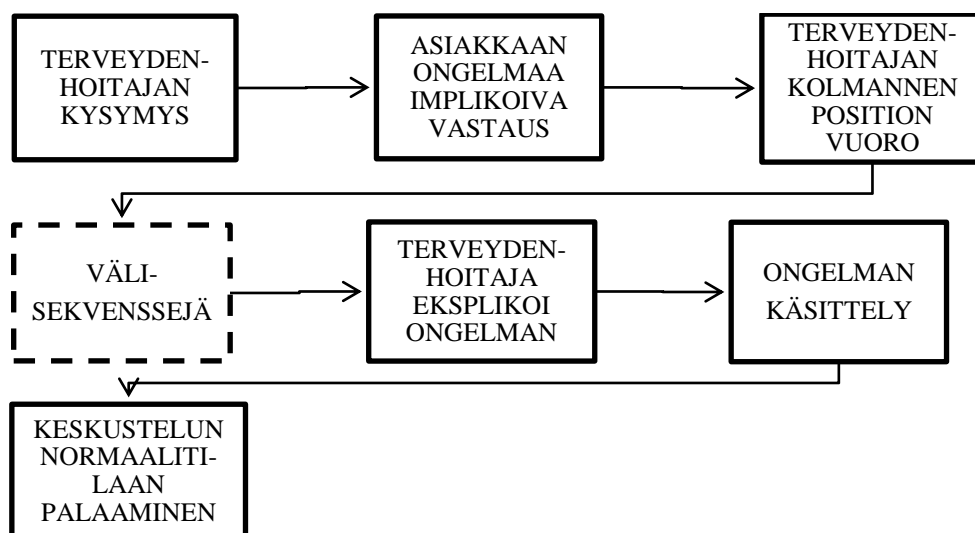 TERVEYDEN-
HOITAJAN
KYSYMYS
ASIAKKAAN
ONGELMAA
IMPLIKOIVA
VASTAUS
TERVEYDEN-
HOITAJAN
KOLMANNEN
POSITION
VUORO
VÄLI-
SEKVENSSEJÄ
TERVEYDEN-
HOITAJA
EKSPLIKOI
ONGELMAN
ONGELMAN
KÄSITTELY
KESKUSTELUN
NORMAALITI-
LAAN
PALAAMINEN